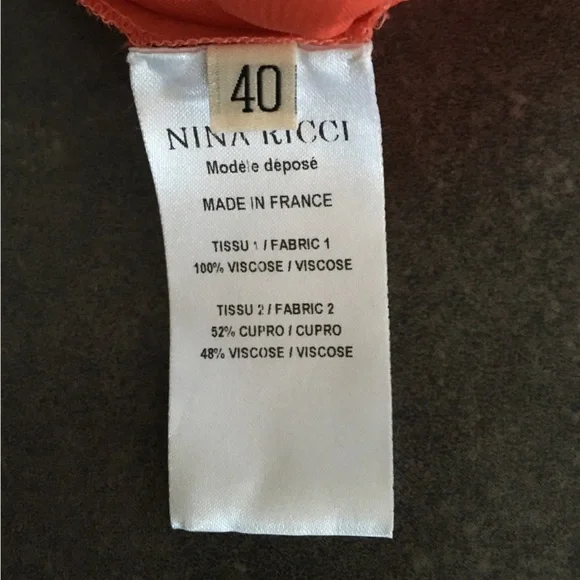 40
NINA RICCI
Modèle déposé
MADE IN FRANCE
TISSU 1 / FABRIC 1
100% VISCOSE / VISCOSE
TISSU 2 / FABRIC 2
52% CUPRO / CUPRO
48% VISCOSE / VISCOSE